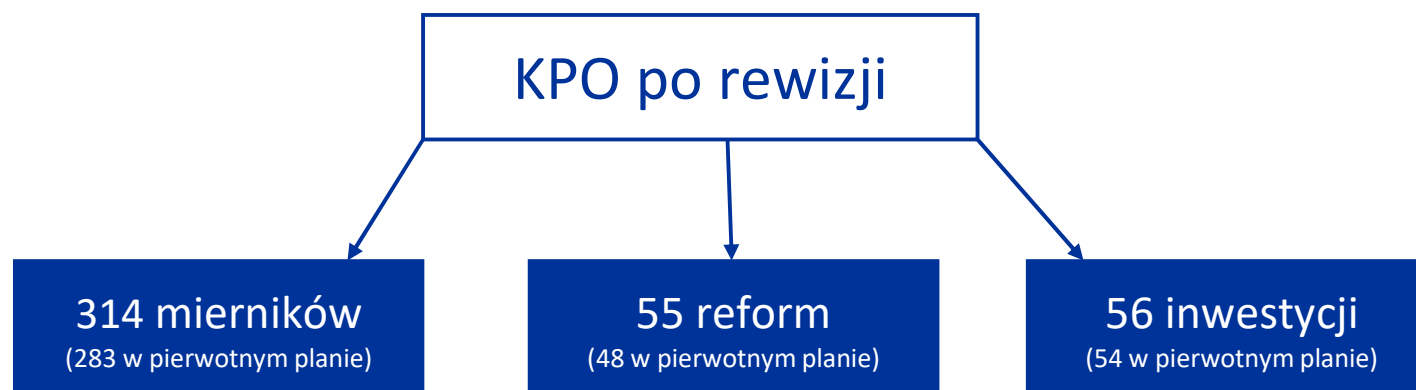 KPO po rewizji
314 mierników
(283 w pierwotnym planie)
55 reform
(48 w pierwotnym planie)
56 inwestycji
(54 w pierwotnym planie)